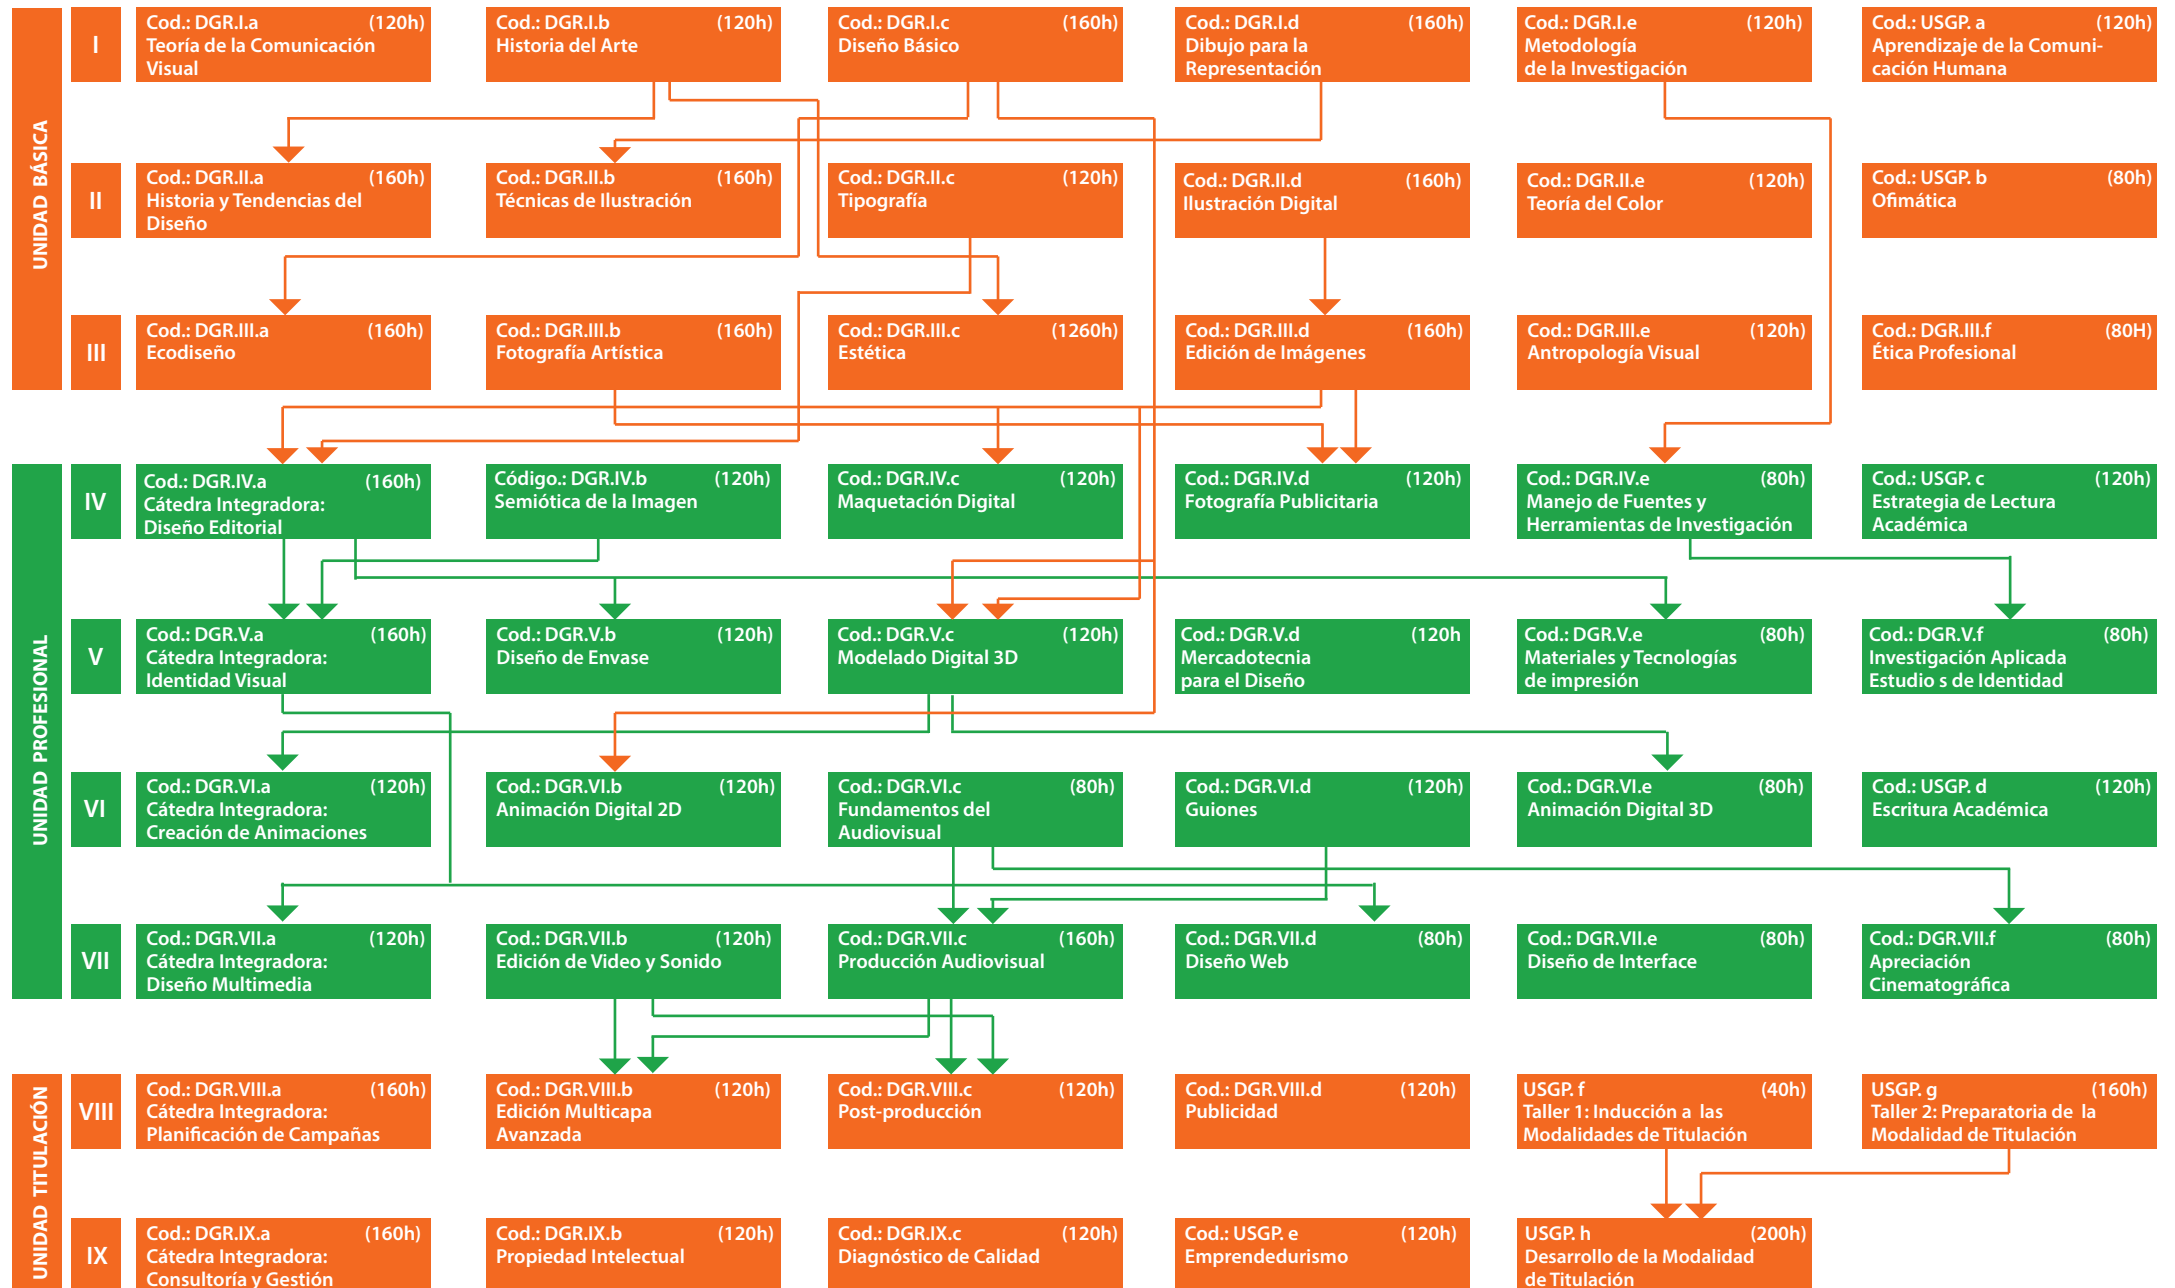 UNIDAD BÁSICA
I
Cod.: DGR.I.a (120h)
Teoría de la Comunicación
Visual
Cod.: DGR.I.b (120h)
Historia del Arte
Cod.: DGR.I.c (160h)
Diseño Básico
Cod.: DGR.I.d (160h)
Dibujo para la
Representación
Cod.: DGR.I.e (120h)
Metodología
de la Investigación
Cod.: USGP. a (120h)
Aprendizaje de la Comuni-
cación Humana
II
Cod.: DGR.II.a (160h)
Historia y Tendencias del
Diseño
Cod.: DGR.II.b (160h)
Técnicas de Ilustración
Cod.: DGR.II.c (120h)
Tipografía
Cod.: DGR.II.d (160h)
Ilustración Digital
Cod.: DGR.II.e (120h)
Teoría del Color
Cod.: USGP. b (80h)
Ofimática
III
Cod.: DGR.III.a (160h)
Ecodiseño
Cod.: DGR.III.b (160h)
Fotografía Artística
Cod.: DGR.III.c (1260h)
Estética
Cod.: DGR.III.d (160h)
Edición de Imágenes
Cod.: DGR.III.e (120h)
Antropología Visual
Cod.: DGR.III.f (80H)
Ética Profesional
UNIDAD PROFESIONAL
IV
Cod.: DGR.IV.a (160h)
Cátedra Integradora:
Diseño Editorial
Código.: DGR.IV.b (120h)
Semiótica de la Imagen
Cod.: DGR.IV.c (120h)
Maquetación Digital
Cod.: DGR.IV.d (120h)
Fotografía Publicitaria
Cod.: DGR.IV.e (80h)
Manejo de Fuentes y
Herramientas de Investigación
Cod.: USGP. c (120h)
Estrategia de Lectura
Académica
V
Cod.: DGR.V.a (160h)
Cátedra Integradora:
Identidad Visual
Cod.: DGR.V.b (120h)
Diseño de Envase
Cod.: DGR.V.c (120h)
Modelado Digital 3D
Cod.: DGR.V.d (120h
Mercadotecnia
para el Diseño
Cod.: DGR.V.e (80h)
Materiales y Tecnologías
de impresión
Cod.: DGR.V.f (80h)
Investigación Aplicada
Estudio s de Identidad
VI
Cod.: DGR.VI.a (120h)
Cátedra Integradora:
Creación de Animaciones
Cod.: DGR.VI.b (120h)
Animación Digital 2D
Cod.: DGR.VI.c (80h)
Fundamentos del
Audiovisual
Cod.: DGR.VI.d (120h)
Guiones
Cod.: DGR.VI.e (80h)
Animación Digital 3D
Cod.: USGP. d (120h)
Escritura Académica
VII
Cod.: DGR.VII.a (120h)
Cátedra Integradora:
Diseño Multimedia
Cod.: DGR.VII.b (120h)
Edición de Video y Sonido
Cod.: DGR.VII.c (160h)
Producción Audiovisual
Cod.: DGR.VII.d (80h)
Diseño Web
Cod.: DGR.VII.e (80h)
Diseño de Interface
Cod.: DGR.VII.f (80h)
Apreciación
Cinematográfica
UNIDAD TITULACIÓN
VIII
Cod.: DGR.VIII.a (160h)
Cátedra Integradora:
Planificación de Campañas
Cod.: DGR.VIII.b (120h)
Edición Multicapa
Avanzada
Cod.: DGR.VIII.c (120h)
Post-producción
Cod.: DGR.VIII.d (120h)
Publicidad
USGP. f (40h)
Taller 1: Inducción a las
Modalidades de Titulación
USGP. g (160h)
Taller 2: Preparatoria de la
Modalidad de Titulación
IX
Cod.: DGR.IX.a (160h)
Cátedra Integradora:
Consultoría y Gestión
Cod.: DGR.IX.b (120h)
Propiedad Intelectual
Cod.: DGR.IX.c (120h)
Diagnóstico de Calidad
Cod.: USGP. e (120h)
Emprendedurismo
USGP. h (200h)
Desarrollo de la Modalidad
de Titulación